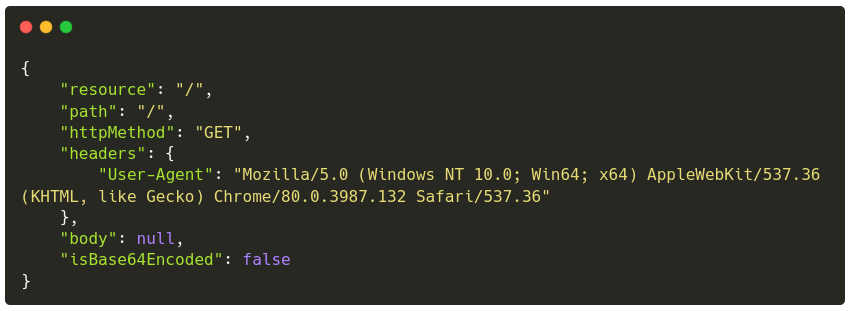 {
    "resource": "/",
    "path": "/",
    "httpMethod": "GET",
    "headers": {
        "User-Agent": "Mozilla/5.0 (Windows NT 10.0; Win64; x64) AppleWebKit/537.36
(KHTML, like Gecko) Chrome/80.0.3987.132 Safari/537.36"
    },
    "body": null,
    "isBase64Encoded": false
}